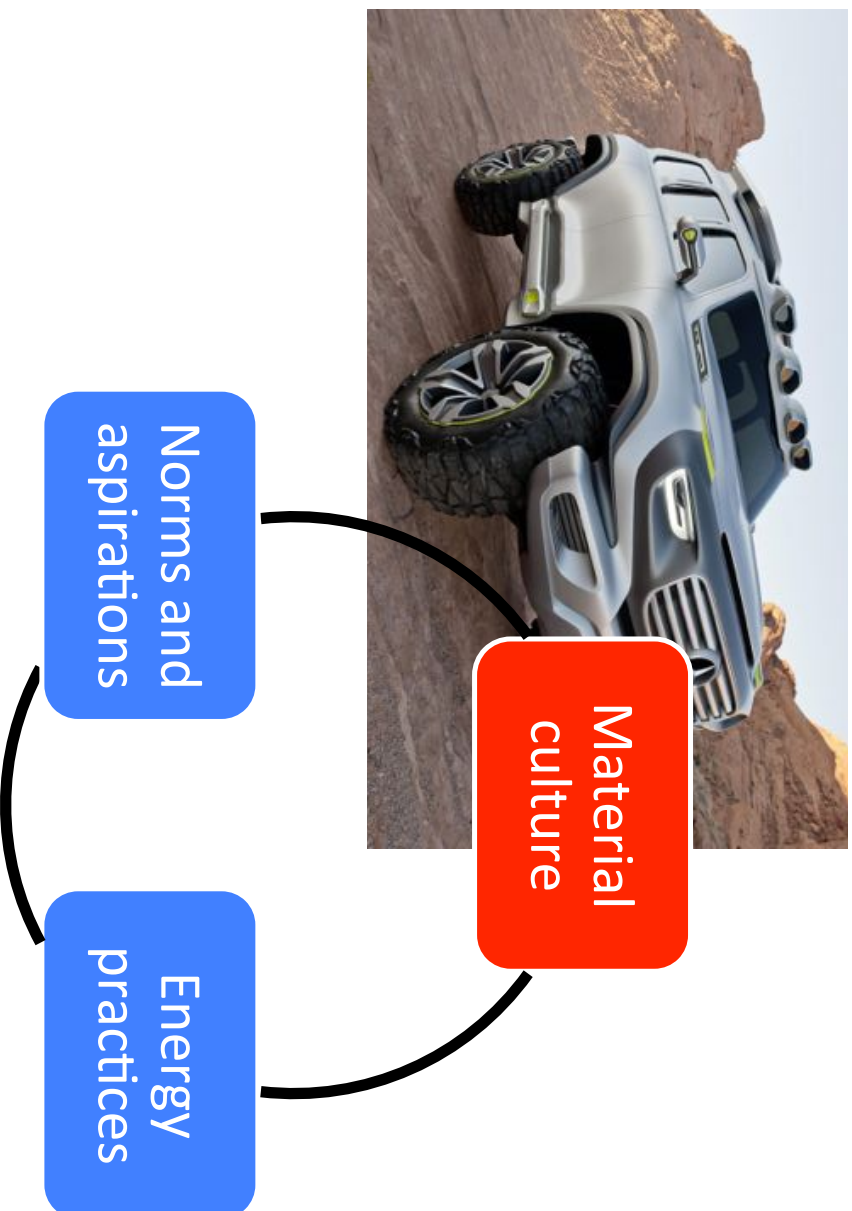 Material
culture
Norms and
aspirations
Energy
practices